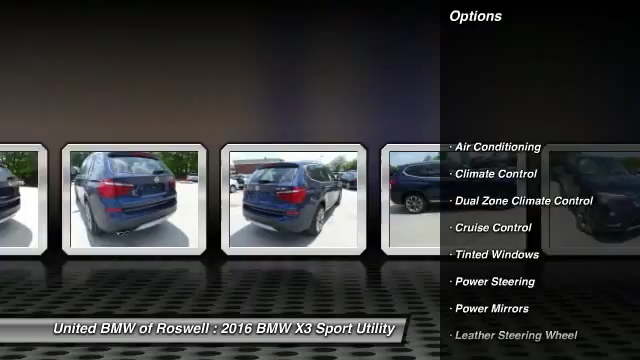 Options
· Air Conditioning
· Climate Control
· Dual Zone Climate Control
· Cruise Control
· Tinted Windows
· Power Steering
· Power Mirrors
· Leather Steering Wheel
United BMW of Roswell : 2016 BMW X3 Sport Utility